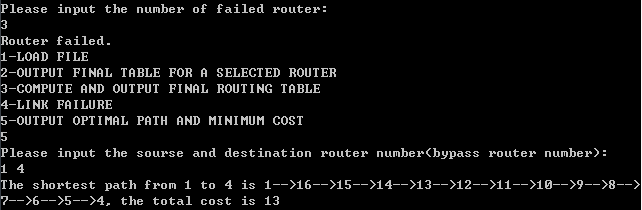 Please input the number of failed router:
3
Router failed.
1-LOAD FILE
2-OUTPUT FINAL TABLE FOR A SELECTED ROUTER
3-COMPUTE AND OUTPUT FINAL ROUTING TABLE
4-LINK FAILURE
5-OUTPUT OPTIMAL PATH AND MINIMUM COST
5
Please input the sourse and destination router number(bypass router number):
1 4
The shortest path from 1 to 4 is 1-->16-->15-->14-->13-->12-->11-->10-->9-->8-->
7-->6-->5-->4, the total cost is 13